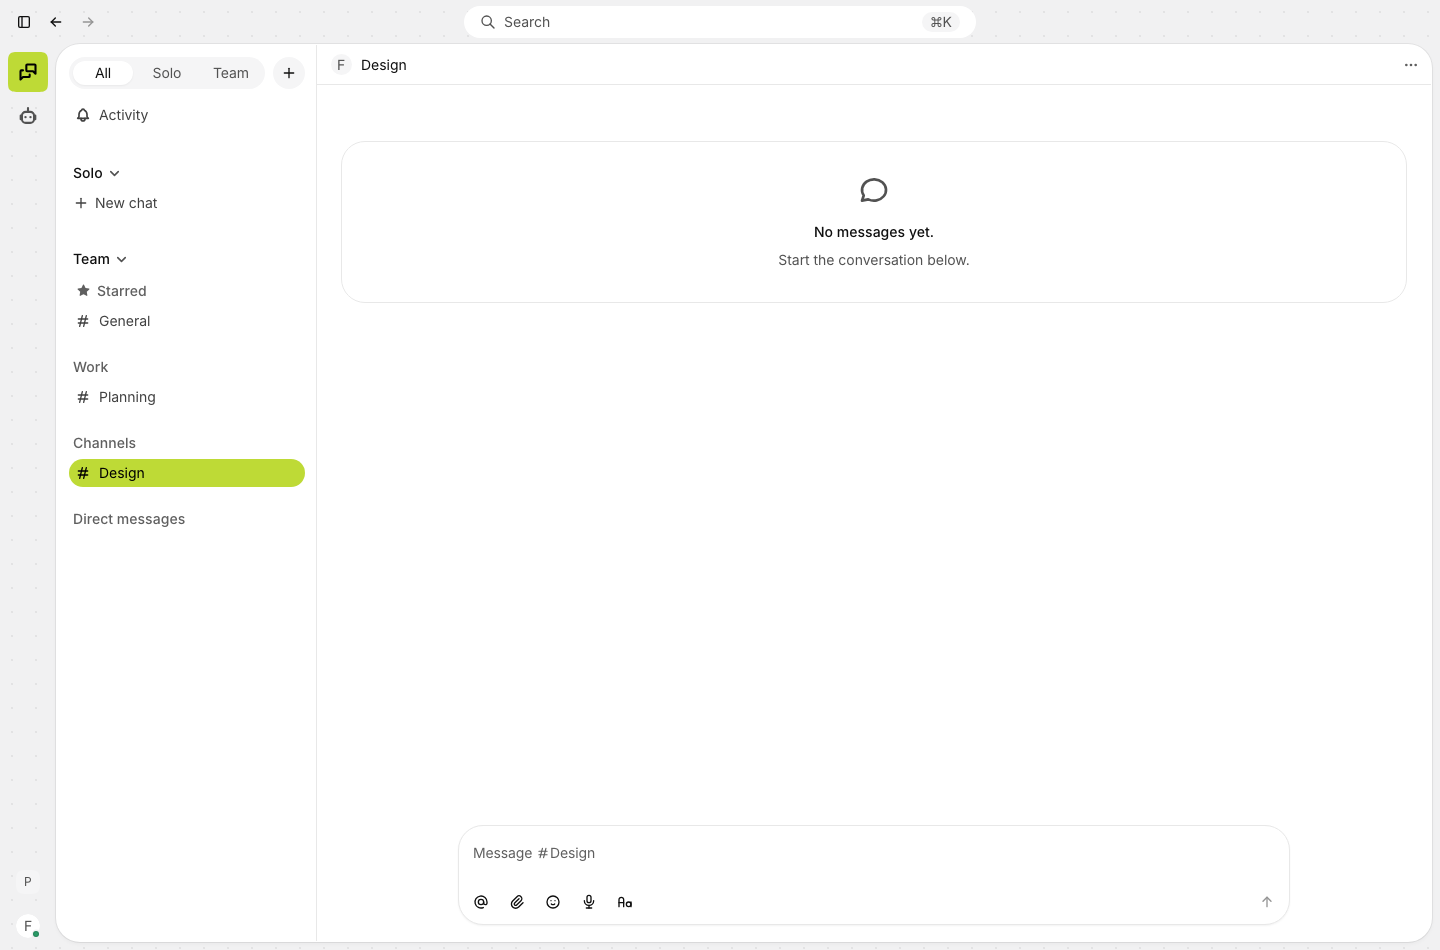 Search
⌘K
All
Solo
Team
Activity
Solo
New chat
Team
Starred
# General
Work
# Planning
Channels
# Design
Direct messages
P
F
F Design
No messages yet.
Start the conversation below.
Message #Design
Aa